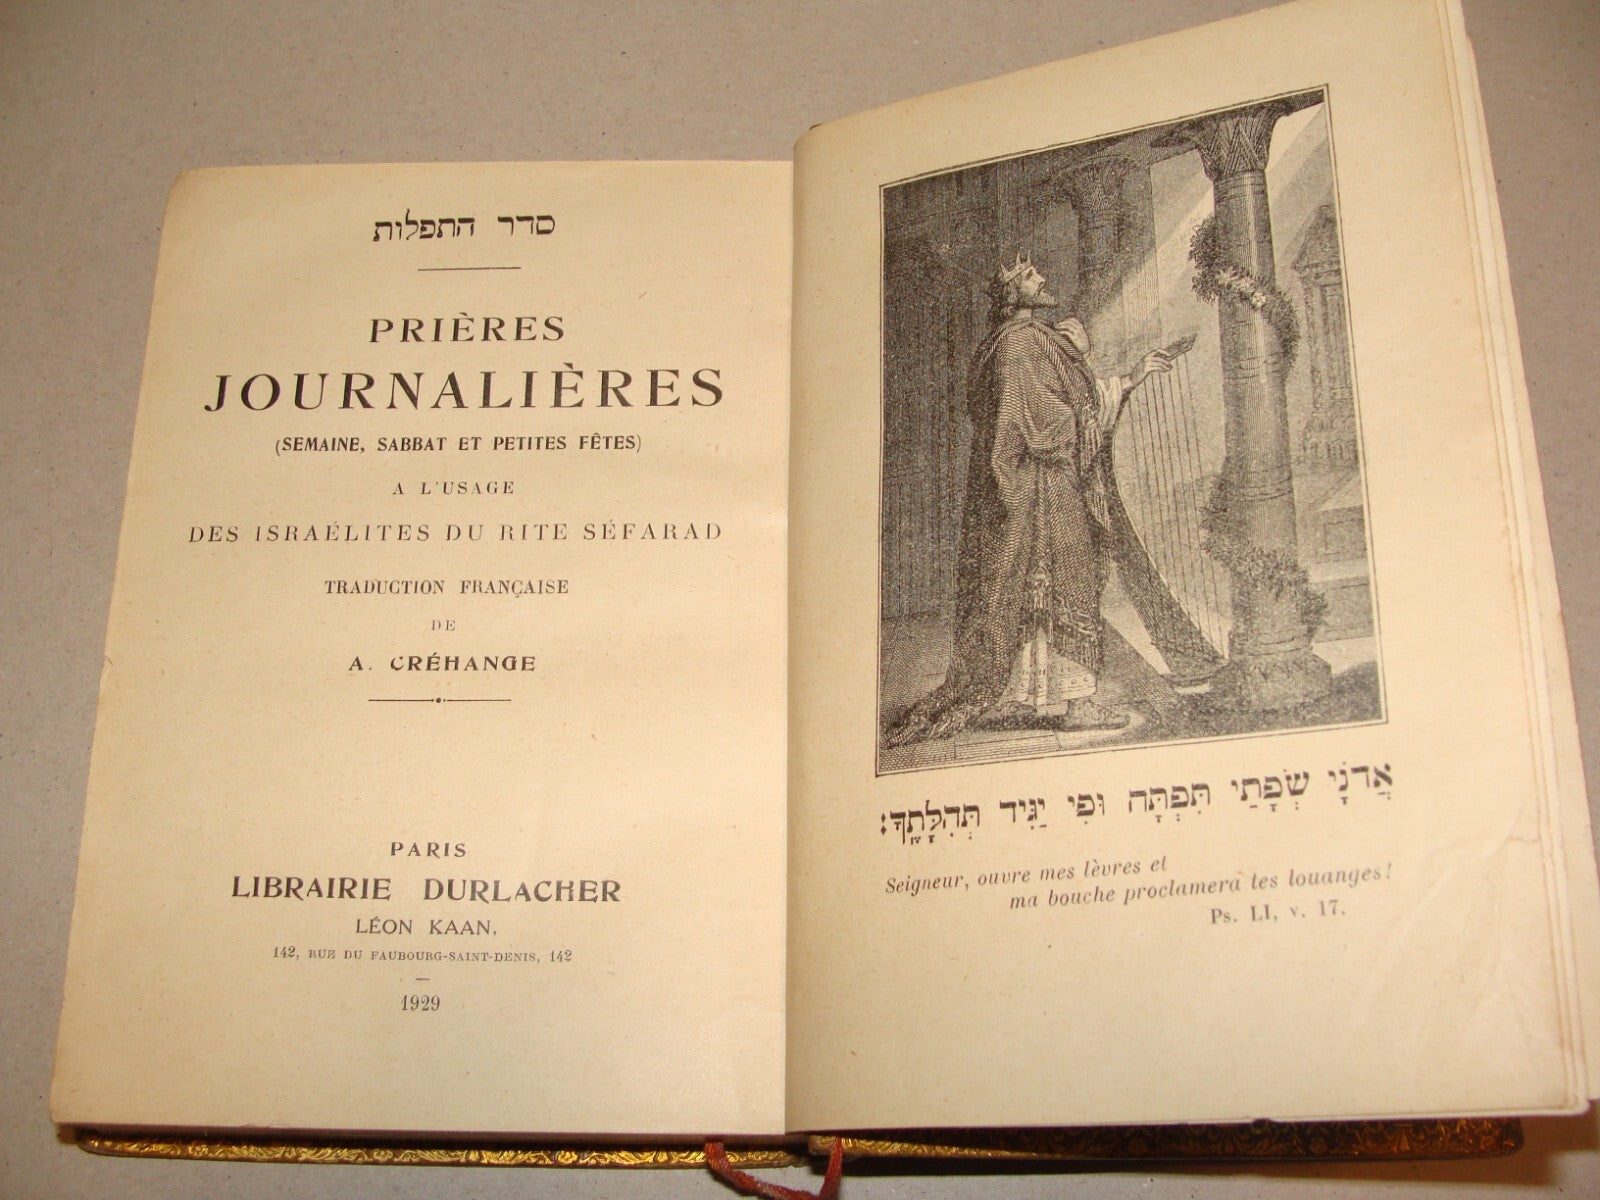 סדר התפלות
PRIÈRES
JOURNALIÈRES
(SEMAINE, SABBAT ET PETITES FÊTES)
A L'USAGE
DES ISRAÉLITES DU RITE SÉFARAD
TRADUCTION FRANÇAISE
DE
A. CRÉHANGE
PARIS
LIBRAIRIE DURLACHER
LÉON KAAN,
142, RUE DU FAUBOURG-SAINT-DENIS, 142
1929
אֲדֹנָי שְׂפָתַי תִּפְתָּח וּפִי יַגִּיד תְּהִלָּתֶךָ׃
Seigneur, ouvre mes lèvres et
ma bouche proclamera tes louanges!
Ps. LI, v. 17.